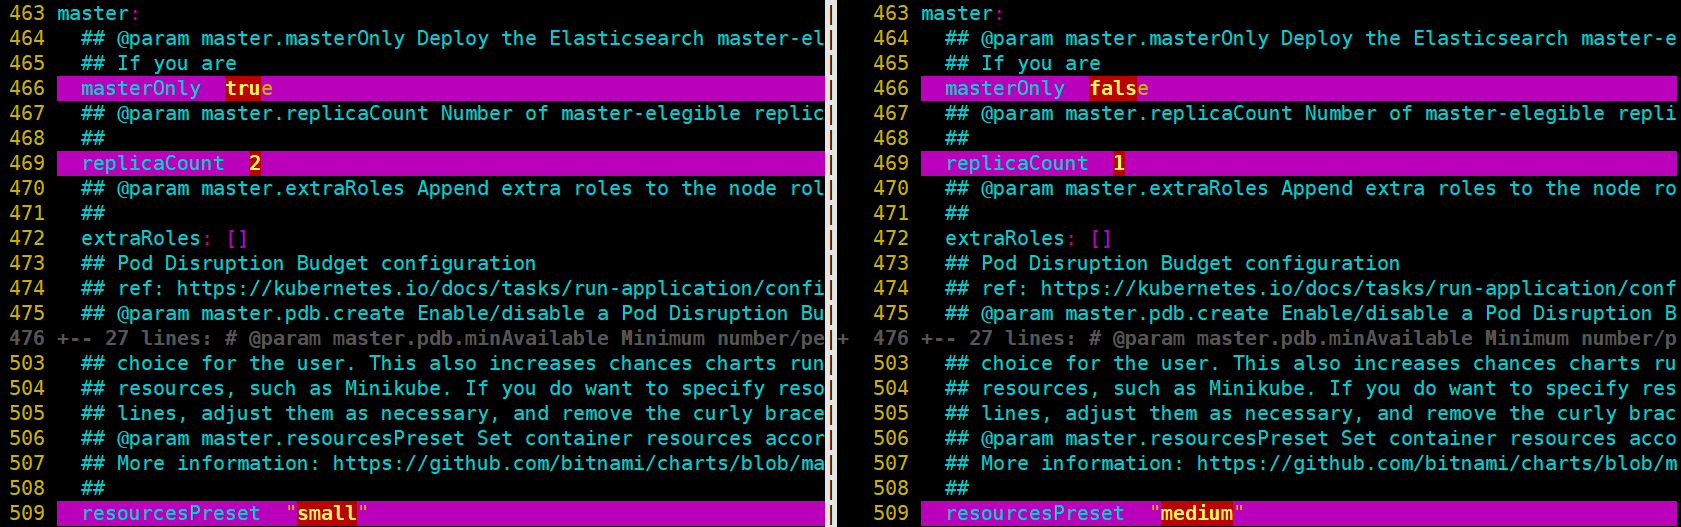 463 master:
464   ## @param master.masterOnly Deploy the Elasticsearch master-el
465   ## If you are
466   masterOnly  true
467   ## @param master.replicaCount Number of master-elegible replic
468   ##
469   replicaCount  2
470   ## @param master.extraRoles Append extra roles to the node rol
471   ##
472   extraRoles: []
473   ## Pod Disruption Budget configuration
474   ## ref: https://kubernetes.io/docs/tasks/run-application/confi
475   ## @param master.pdb.create Enable/disable a Pod Disruption Bu
476 +-- 27 lines: # @param master.pdb.minAvailable Minimum number/pe
503   ## choice for the user. This also increases chances charts run
504   ## resources, such as Minikube. If you do want to specify reso
505   ## lines, adjust them as necessary, and remove the curly brace
506   ## @param master.resourcesPreset Set container resources accor
507   ## More information: https://github.com/bitnami/charts/blob/ma
508   ##
509   resourcesPreset  "small"
463 master:
464   ## @param master.masterOnly Deploy the Elasticsearch master-e
465   ## If you are
466   masterOnly  false
467   ## @param master.replicaCount Number of master-elegible repli
468   ##
469   replicaCount  1
470   ## @param master.extraRoles Append extra roles to the node ro
471   ##
472   extraRoles: []
473   ## Pod Disruption Budget configuration
474   ## ref: https://kubernetes.io/docs/tasks/run-application/conf
475   ## @param master.pdb.create Enable/disable a Pod Disruption B
+ 476 +-- 27 lines: # @param master.pdb.minAvailable Minimum number/p
503   ## choice for the user. This also increases chances charts ru
504   ## resources, such as Minikube. If you do want to specify res
505   ## lines, adjust them as necessary, and remove the curly brac
506   ## @param master.resourcesPreset Set container resources acco
507   ## More information: https://github.com/bitnami/charts/blob/m
508   ##
509   resourcesPreset  "medium"